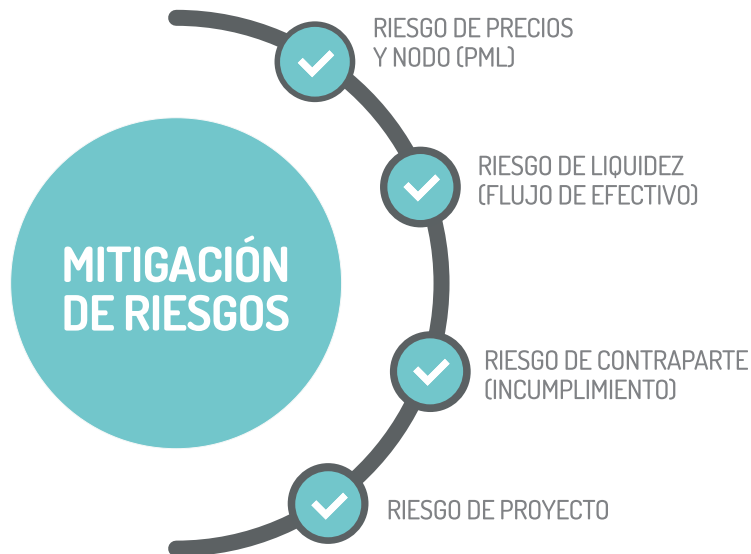 RIESGO DE PRECIOS
Y NODO (PML)
RIESGO DE LIQUIDEZ
(FLUJO DE EFECTIVO)
MITIGACIÓN
DE RIESGOS
RIESGO DE CONTRAPARTE
(INCUMPLIMIENTO)
RIESGO DE PROYECTO